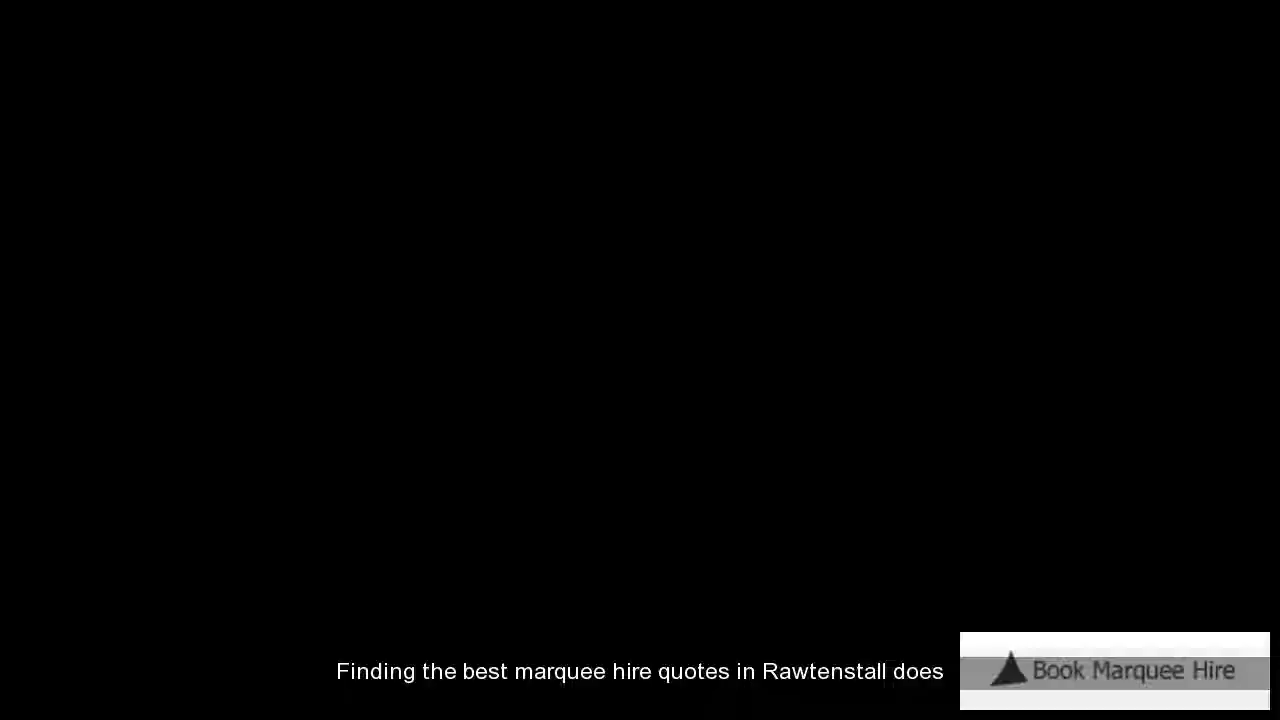 Finding the best marquee hire quotes in Rawtenstall does
Book Marquee Hire